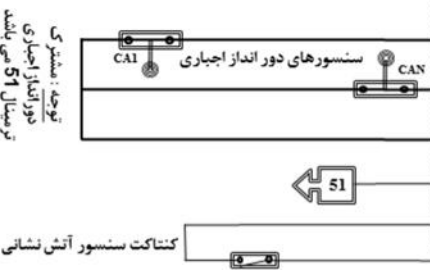 توجه : مشترک
دورانداز اجباری
ترمینال 51 می باشد
CA1
سنسورهای دور انداز اجباری
CAN
51
کنتاکت سنسور آتش نشانی